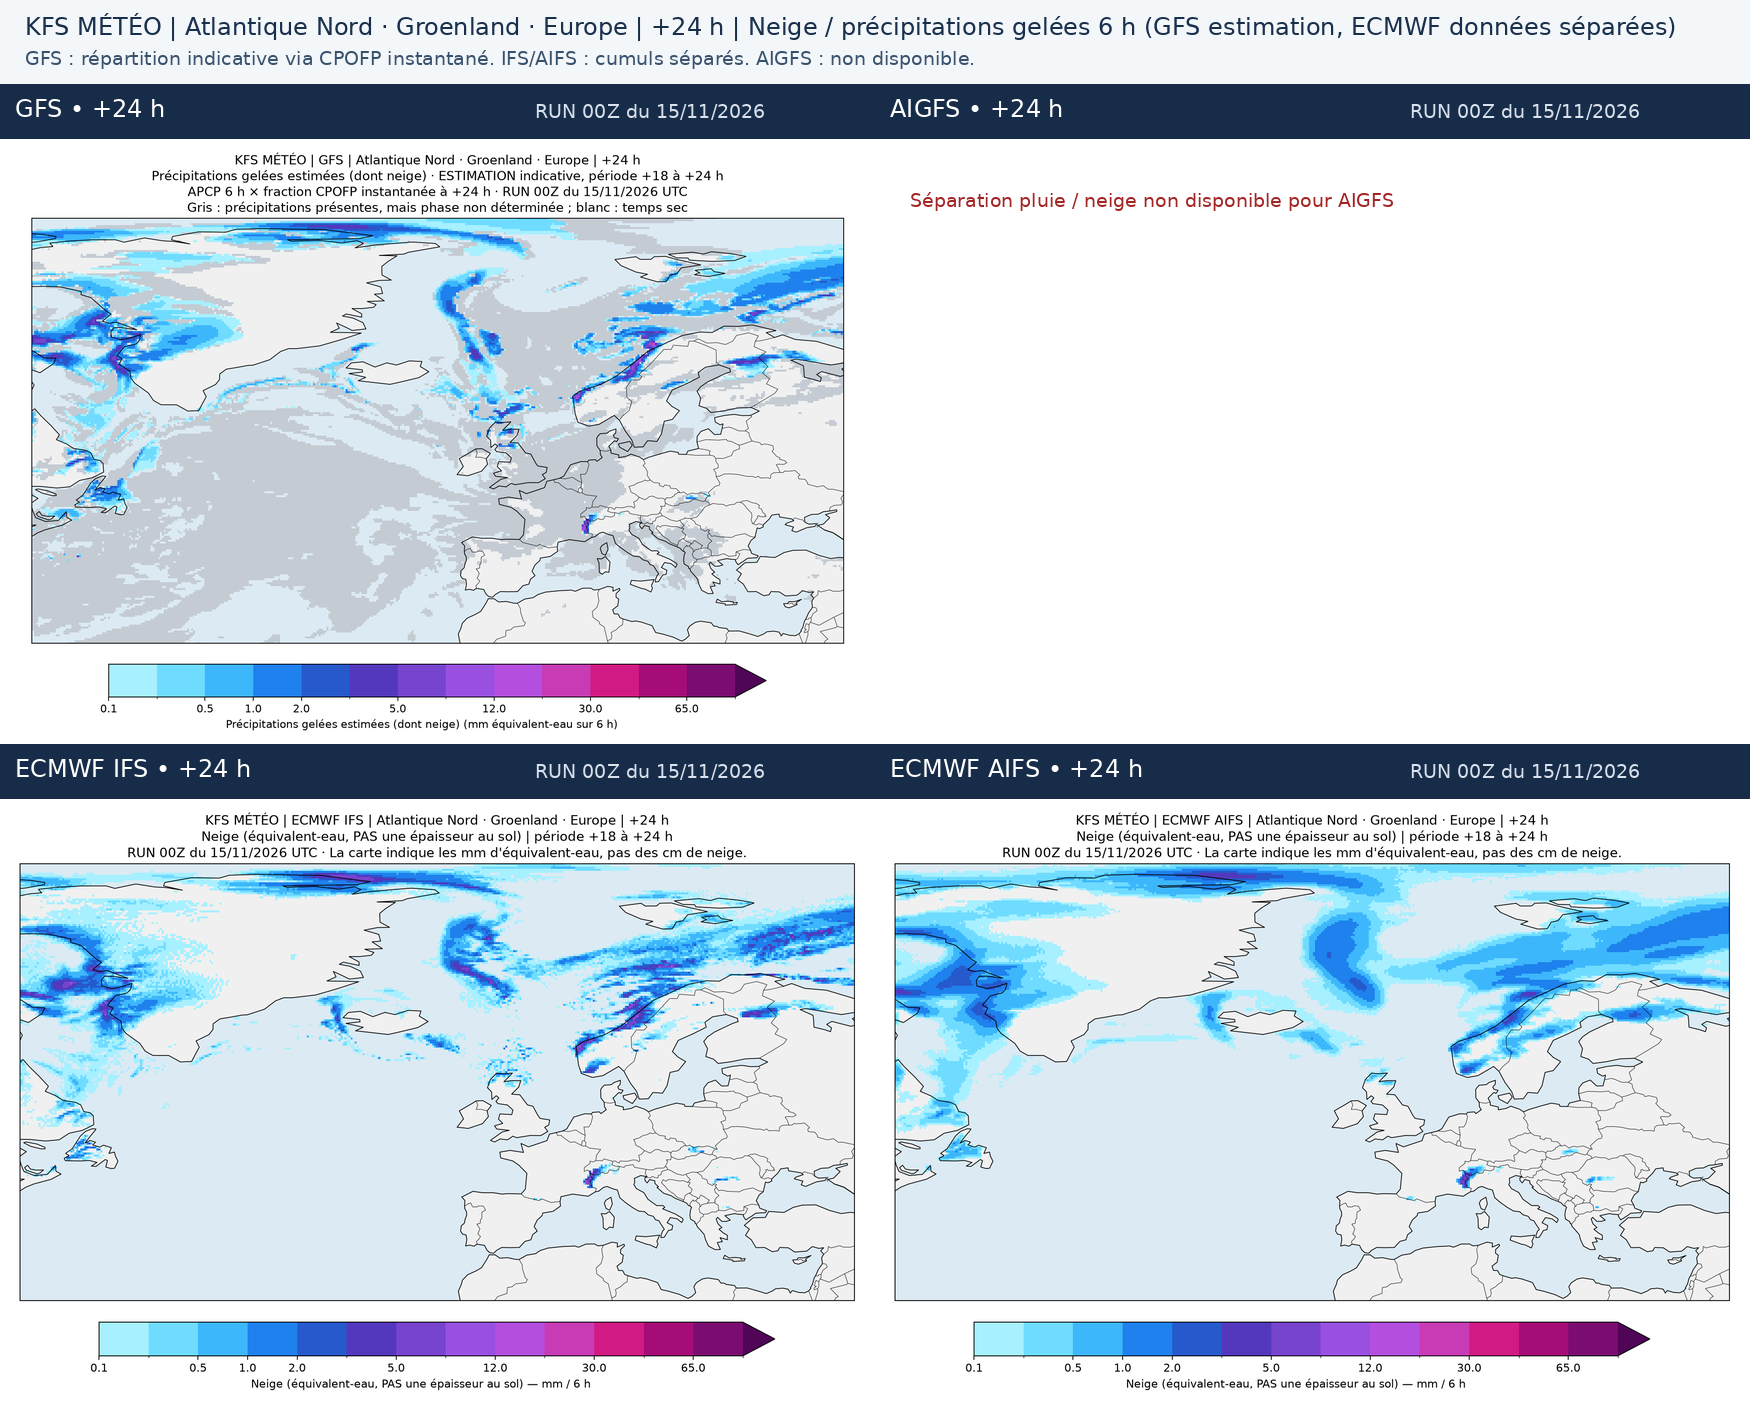 KFS MÉTÉO | Atlantique Nord · Groenland · Europe | +24 h | Neige / précipitations gelées 6 h (GFS estimation, ECMWF données séparées)
GFS : répartition indicative via CPOFP instantané. IFS/AIFS : cumuls séparés. AIGFS : non disponible.
GFS • +24 h
RUN 00Z du 15/11/2026
KFS MÉTÉO | GFS | Atlantique Nord · Groenland · Europe | +24 h
Précipitations gelées estimées (dont neige) · ESTIMATION indicative, période +18 à +24 h
APCP 6 h × fraction CPOFP instantanée à +24 h · RUN 00Z du 15/11/2026 UTC
Gris : précipitations présentes, mais phase non déterminée ; blanc : temps sec
0.1 0.5 1.0 2.0 5.0 12.0 30.0 65.0
Précipitations gelées estimées (dont neige) (mm équivalent-eau sur 6 h)
AIGFS • +24 h
RUN 00Z du 15/11/2026
Séparation pluie / neige non disponible pour AIGFS
ECMWF IFS • +24 h
RUN 00Z du 15/11/2026
KFS MÉTÉO | ECMWF IFS | Atlantique Nord · Groenland · Europe | +24 h
Neige (équivalent-eau, PAS une épaisseur au sol) | période +18 à +24 h
RUN 00Z du 15/11/2026 UTC · La carte indique les mm d'équivalent-eau, pas des cm de neige.
0.1 0.5 1.0 2.0 5.0 12.0 30.0 65.0
Neige (équivalent-eau, PAS une épaisseur au sol) — mm / 6 h
ECMWF AIFS • +24 h
RUN 00Z du 15/11/2026
KFS MÉTÉO | ECMWF AIFS | Atlantique Nord · Groenland · Europe | +24 h
Neige (équivalent-eau, PAS une épaisseur au sol) | période +18 à +24 h
RUN 00Z du 15/11/2026 UTC · La carte indique les mm d'équivalent-eau, pas des cm de neige.
0.1 0.5 1.0 2.0 5.0 12.0 30.0 65.0
Neige (équivalent-eau, PAS une épaisseur au sol) — mm / 6 h